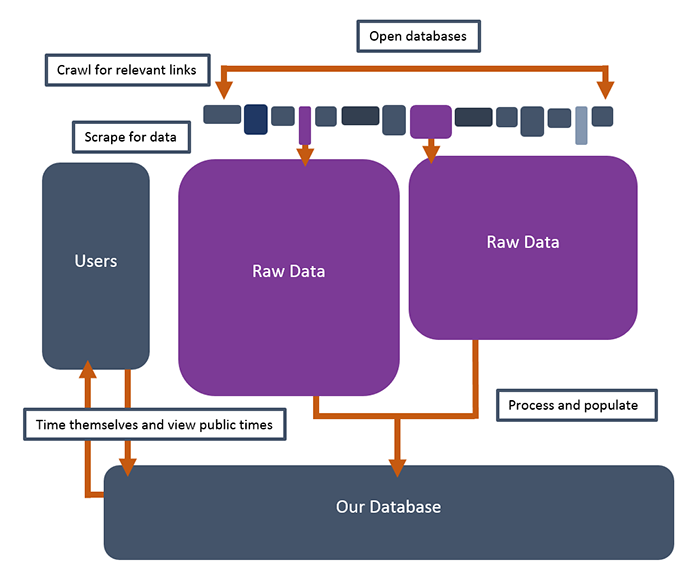 Open databases
Crawl for relevant links
Scrape for data
Users
Raw Data
Raw Data
Process and populate
Time themselves and view public times
Our Database